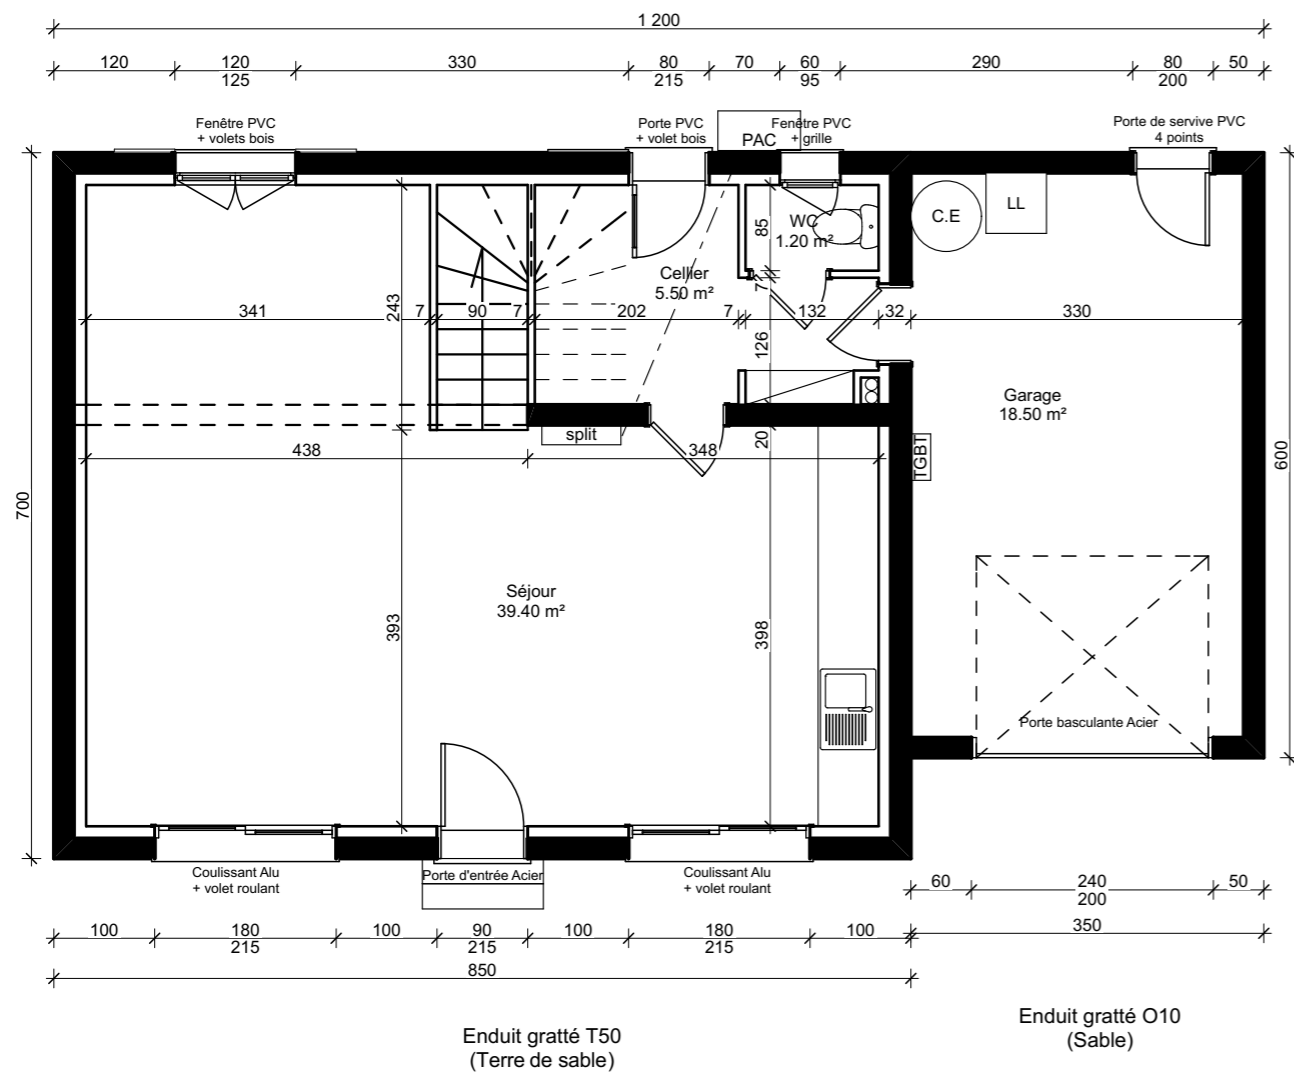 1 200
120
120
125
330
80
215
70
60
95
290
80
200
50
Fenêtre PVC
+ volets bois
Porte PVC
+ volet bois
PAC
Fenêtre PVC
+ grille
Porte de servive PVC
4 points
WC
1.20 m²
85
C.E
LL
Cellier
5.50 m²
7
243
341
7
90
7
202
7
132
32
330
126
Garage
18.50 m²
split
20
TGBT
438
348
700
600
Séjour
39.40 m²
393
398
Porte basculante Acier
Coulissant Alu
+ volet roulant
Porte d'entrée Acier
Coulissant Alu
+ volet roulant
60
240
200
50
100
180
215
100
90
215
100
180
215
100
350
850
Enduit gratté T50
(Terre de sable)
Enduit gratté O10
(Sable)